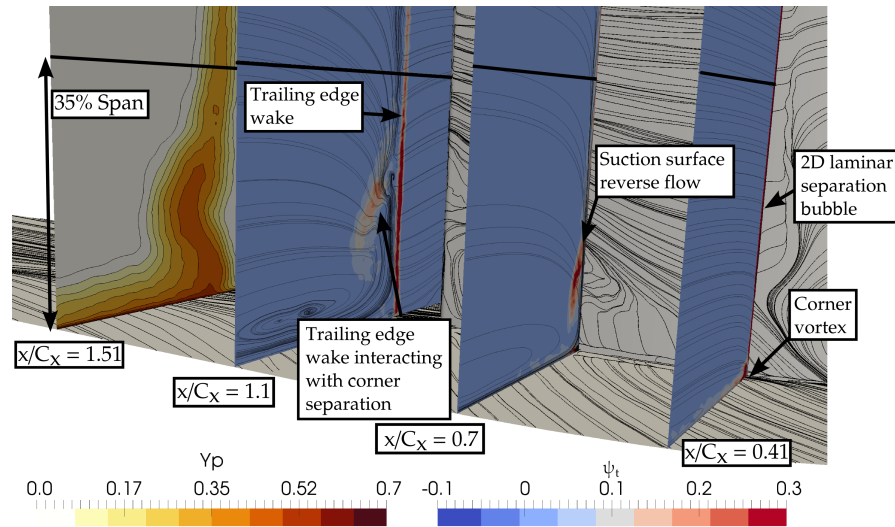 35% Span
Trailing edge
wake
Suction surface
reverse flow
2D laminar
separation
bubble
Corner
vortex
Trailing edge
wake interacting
with corner
separation
x/Cx = 1.51
x/Cx = 1.1
x/Cx = 0.7
x/Cx = 0.41
Yp
0.0 0.17 0.35 0.52 0.7
ψt
-0.1 0 0.1 0.2 0.3